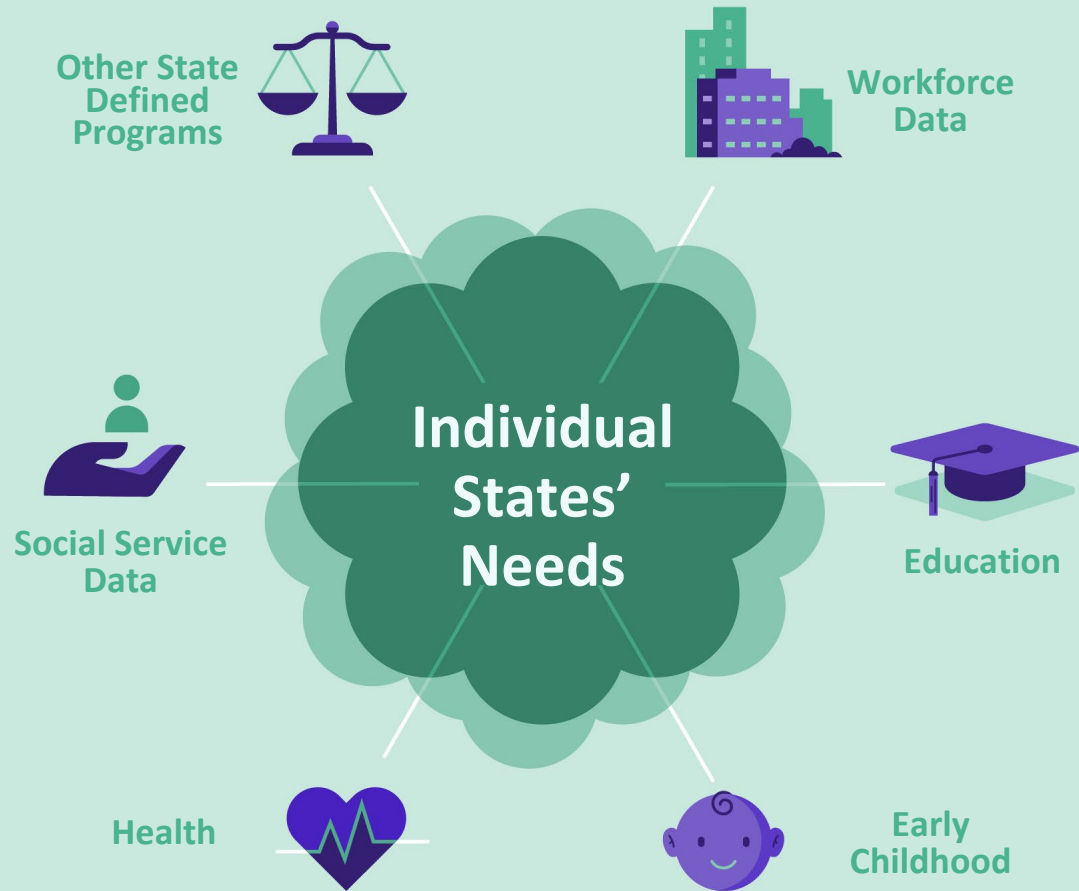 Other State
Defined
Programs
Workforce
Data
Individual
States’
Needs
Social Service
Data
Education
Health
Early
Childhood